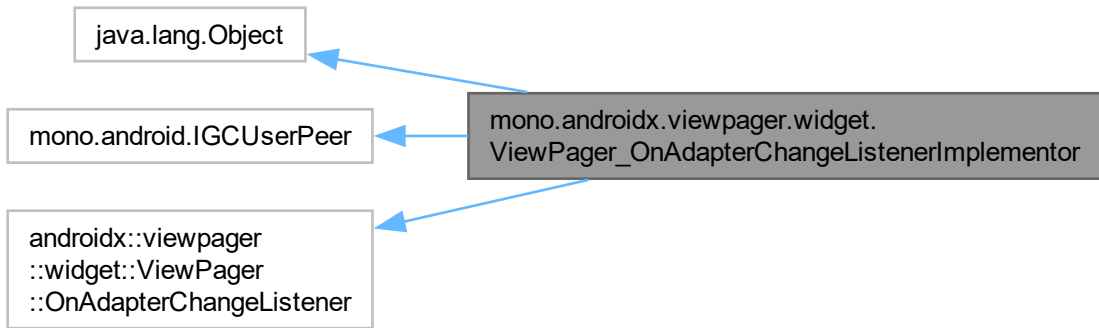 java.lang.Object
mono.android.IGCUserPeer
androidx::viewpager
::widget::ViewPager
::OnAdapterChangeListener
mono.androidx.viewpager.widget.
ViewPager_OnAdapterChangeListenerImplementor